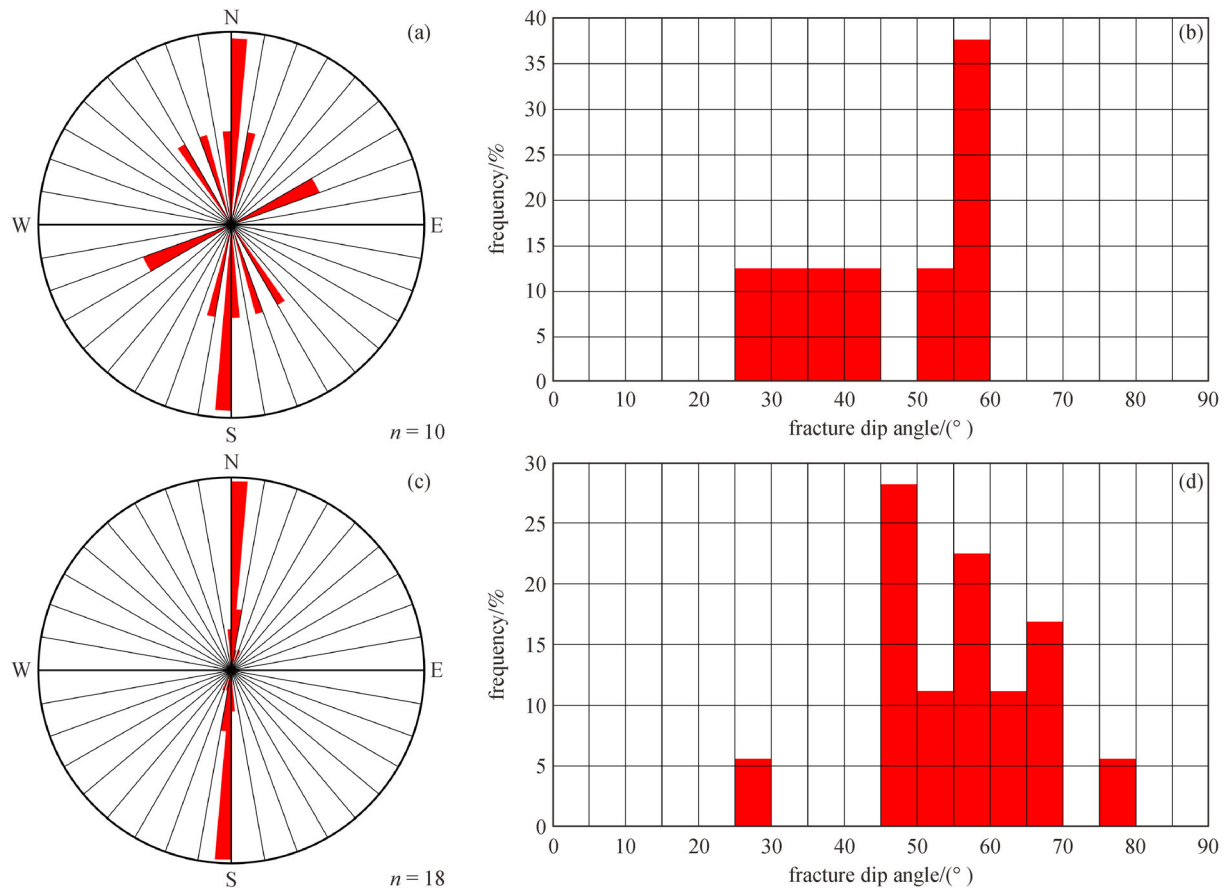 N
(a)
W
E
S
n = 10
(b)
frequency/%
40
35
30
25
20
15
10
5
0
0 10 20 30 40 50 60 70 80 90
fracture dip angle/(° )
N
(c)
W
E
S
n = 18
(d)
frequency/%
30
25
20
15
10
5
0
0 10 20 30 40 50 60 70 80 90
fracture dip angle/(° )